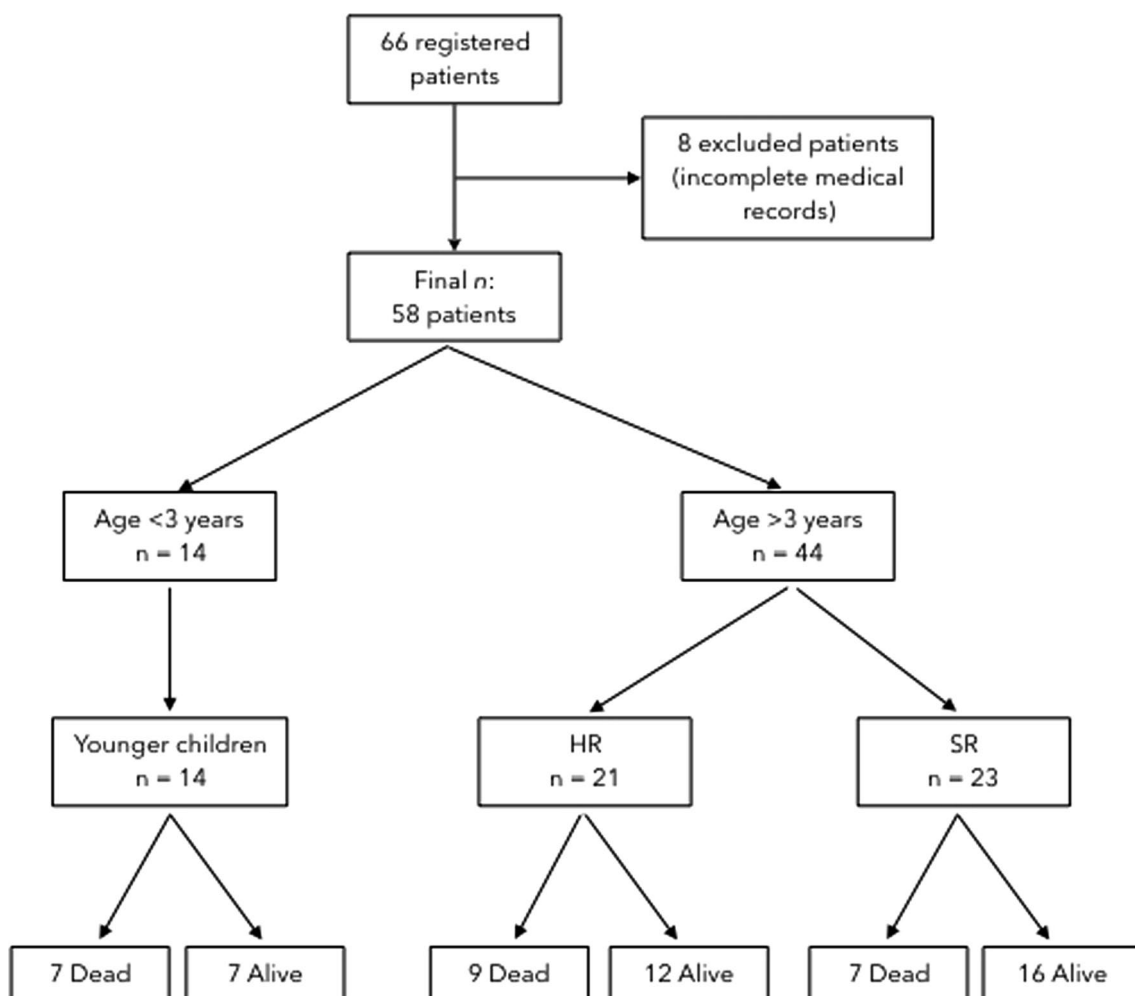 66 registered
patients
8 excluded patients
(incomplete medical
records)
Final n:
58 patients
Age <3 years
n = 14
Age >3 years
n = 44
Younger children
n = 14
HR
n = 21
SR
n = 23
7 Dead
7 Alive
9 Dead
12 Alive
7 Dead
16 Alive